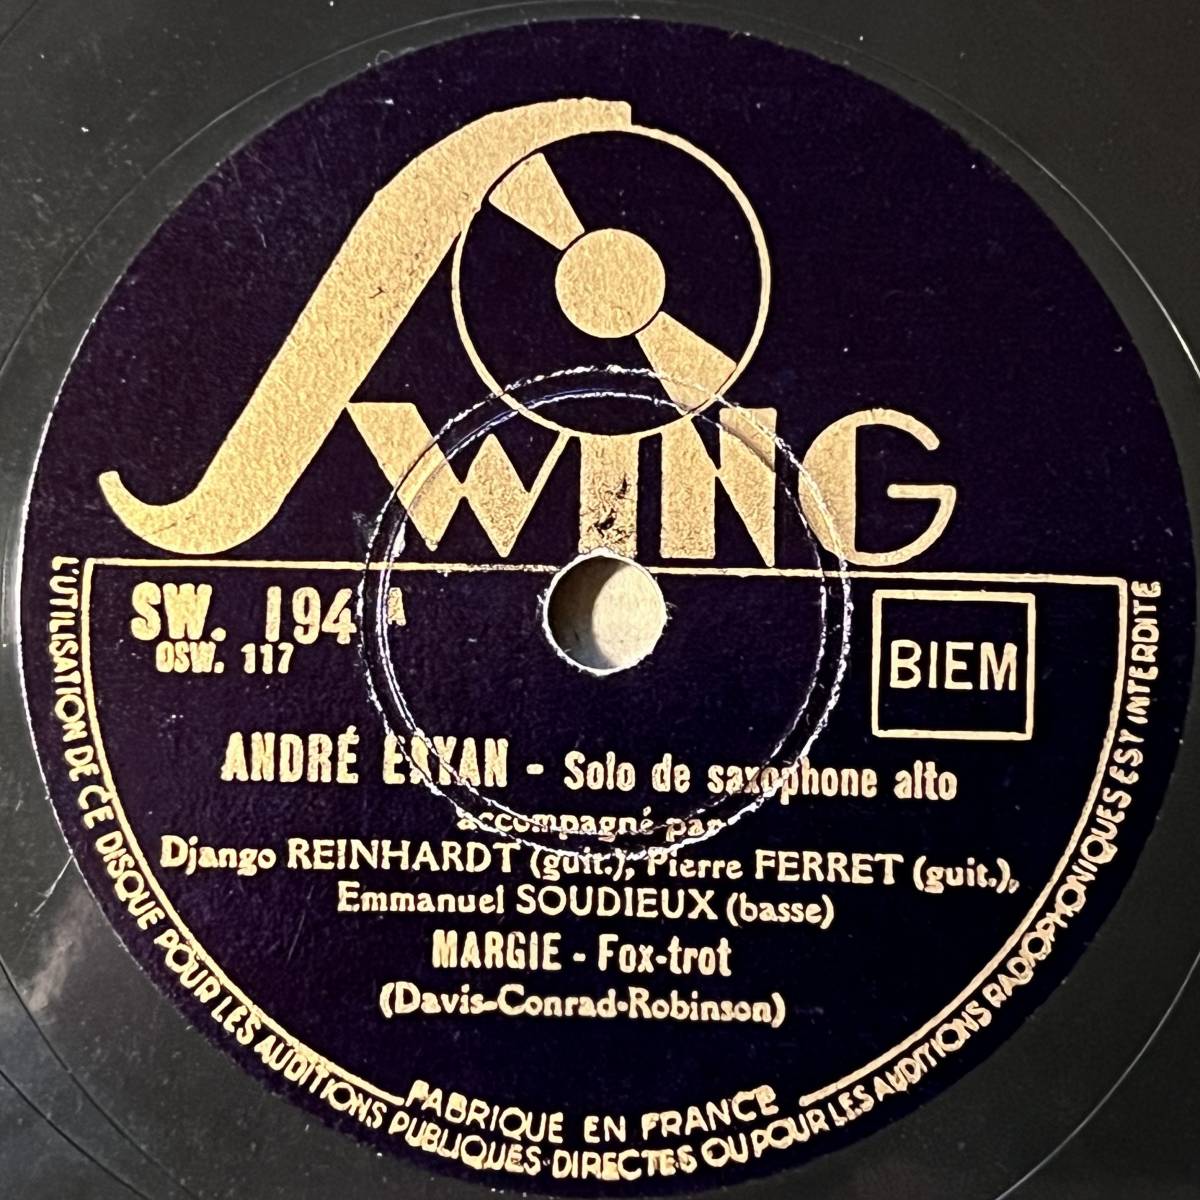 SWING
SW. 194 A
OSW. 117
BIEM
ANDRÉ EKYAN - Solo de saxophone alto
accompagné par
Django REINHARDT (guit.), Pierre FERRET (guit.),
Emmanuel SOUDIEUX (basse)
MARGIE - Fox-trot
(Davis-Conrad-Robinson)
FABRIQUÉ EN FRANCE
L'UTILISATION DE CE DISQUE POUR LES AUDITIONS PUBLIQUES DIRECTES OU POUR LES AUDITIONS RADIOPHONIQUES EST INTERDITE